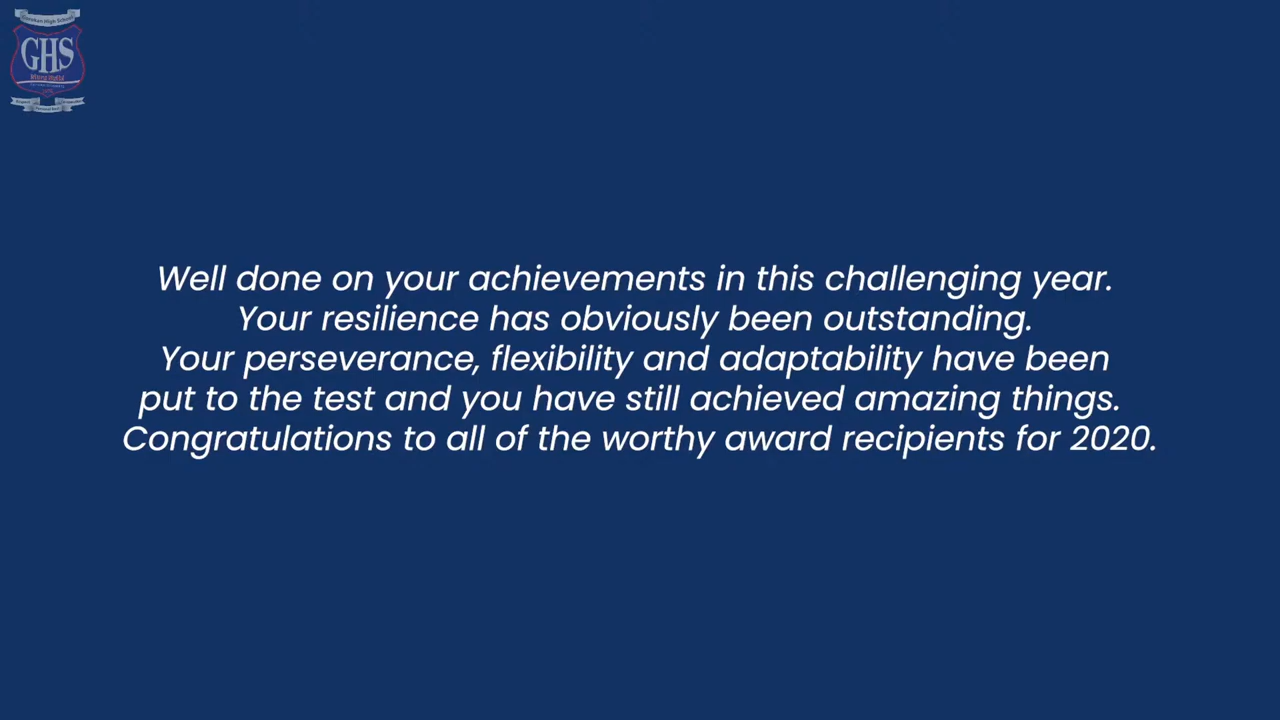 GHS
Well done on your achievements in this challenging year.
Your resilience has obviously been outstanding.
Your perseverance, flexibility and adaptability have been
put to the test and you have still achieved amazing things.
Congratulations to all of the worthy award recipients for 2020.